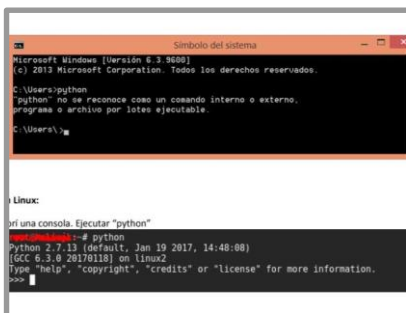 Símbolo del sistema
Microsoft Windows [Versión 6.3.9600]
(c) 2013 Microsoft Corporation. Todos los derechos reservados.
C:\Users>python
"python" no se reconoce como un comando interno o externo,
programa o archivo por lotes ejecutable.
C:\Users\>
Linux:
brí una consola. Ejecutar "python"
:~# python
Python 2.7.13 (default, Jan 19 2017, 14:48:08)
[GCC 6.3.0 20170118] on linux2
Type "help", "copyright", "credits" or "license" for more information.
>>>